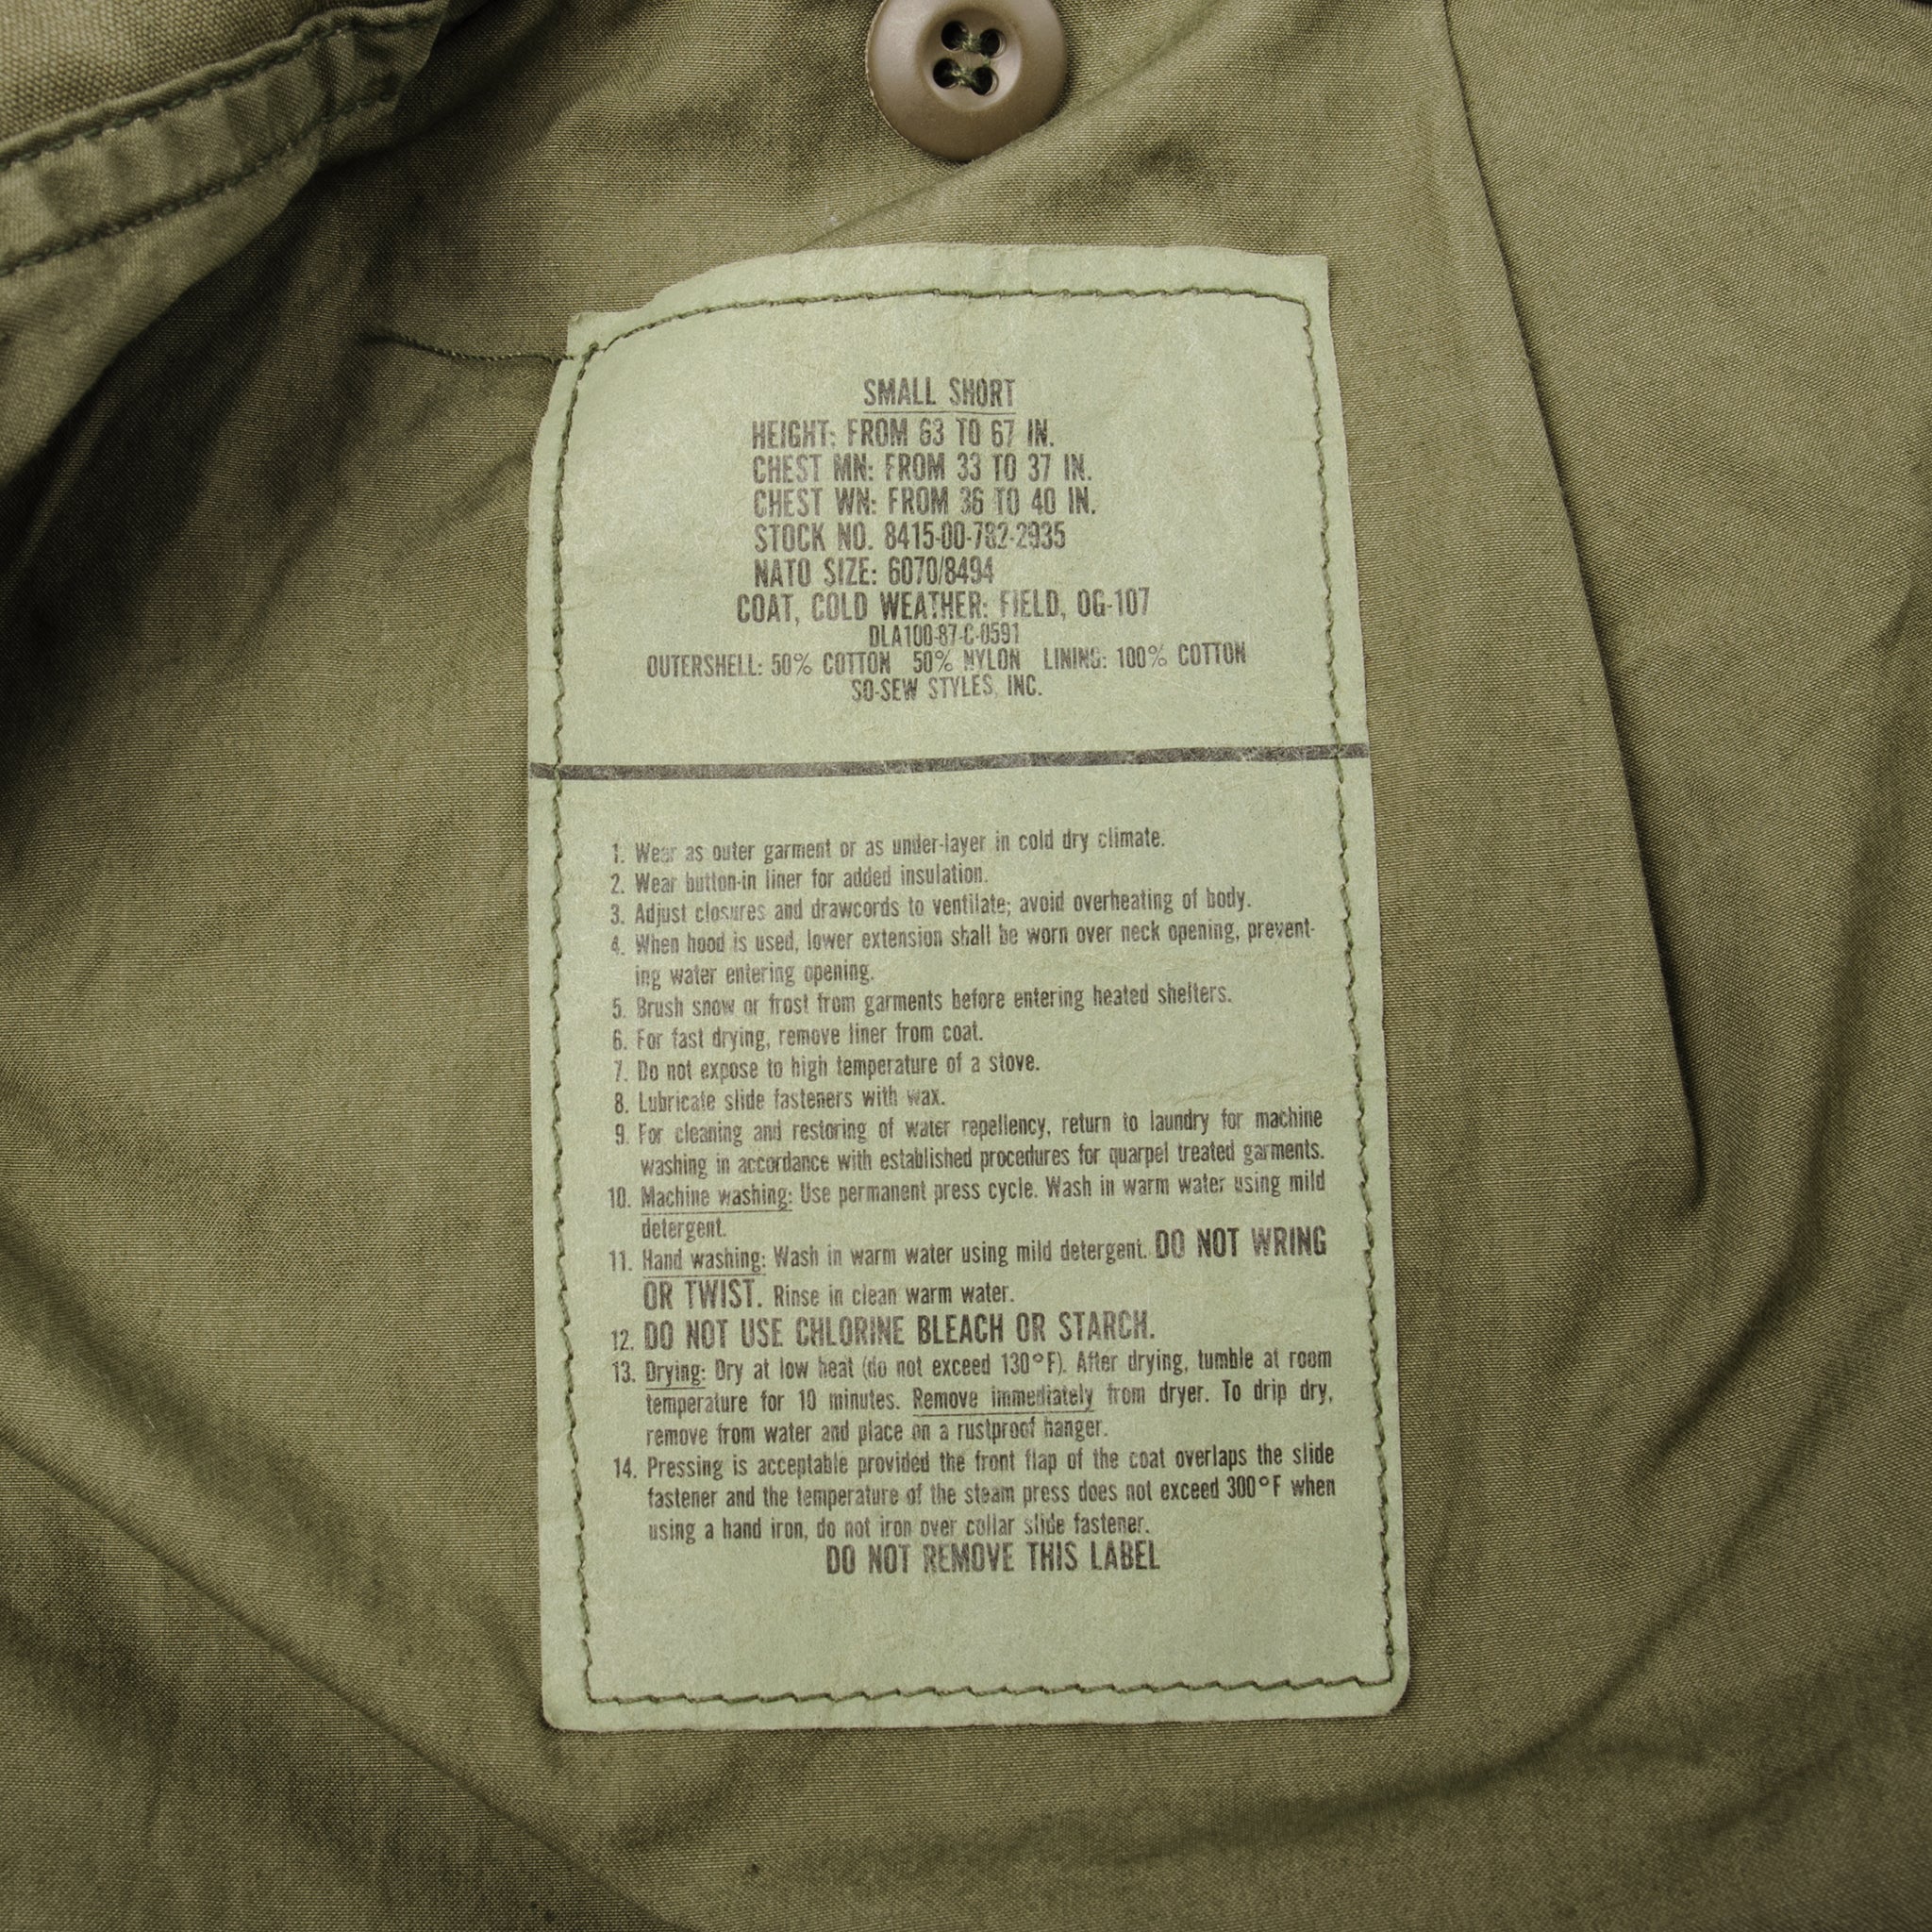 SMALL SHORT
HEIGHT: FROM 63 TO 67 IN.
CHEST MN: FROM 33 TO 37 IN.
CHEST WN: FROM 36 TO 40 IN.
STOCK NO. 8415-00-782-2935
NATO SIZE: 6070/8494
COAT, COLD WEATHER: FIELD, OG-107
DLA100-87-C-0591
OUTERSHELL: 50% COTTON 50% NYLON LINING: 100% COTTON
SO-SEW STYLES, INC.
1. Wear as outer garment or as under-layer in cold dry climate.
2. Wear button-in liner for added insulation.
3. Adjust closures and drawcords to ventilate; avoid overheating of body.
4. When hood is used, lower extension shall be worn over neck opening, prevent-
ing water entering opening.
5. Brush snow or frost from garments before entering heated shelters.
6. For fast drying, remove liner from coat.
7. Do not expose to high temperature of a stove.
8. Lubricate slide fasteners with wax.
9. For cleaning and restoring of water repellency, return to laundry for machine
washing in accordance with established procedures for quarpel treated garments.
10. Machine washing: Use permanent press cycle. Wash in warm water using mild
detergent.
11. Hand washing: Wash in warm water using mild detergent. DO NOT WRING
OR TWIST. Rinse in clean warm water.
12. DO NOT USE CHLORINE BLEACH OR STARCH.
13. Drying: Dry at low heat (do not exceed 130°F). After drying, tumble at room
temperature for 10 minutes. Remove immediately from dryer. To drip dry,
remove from water and place on a rustproof hanger.
14. Pressing is acceptable provided the front flap of the coat overlaps the slide
fastener and the temperature of the steam press does not exceed 300°F when
using a hand iron, do not iron over collar slide fastener.
DO NOT REMOVE THIS LABEL